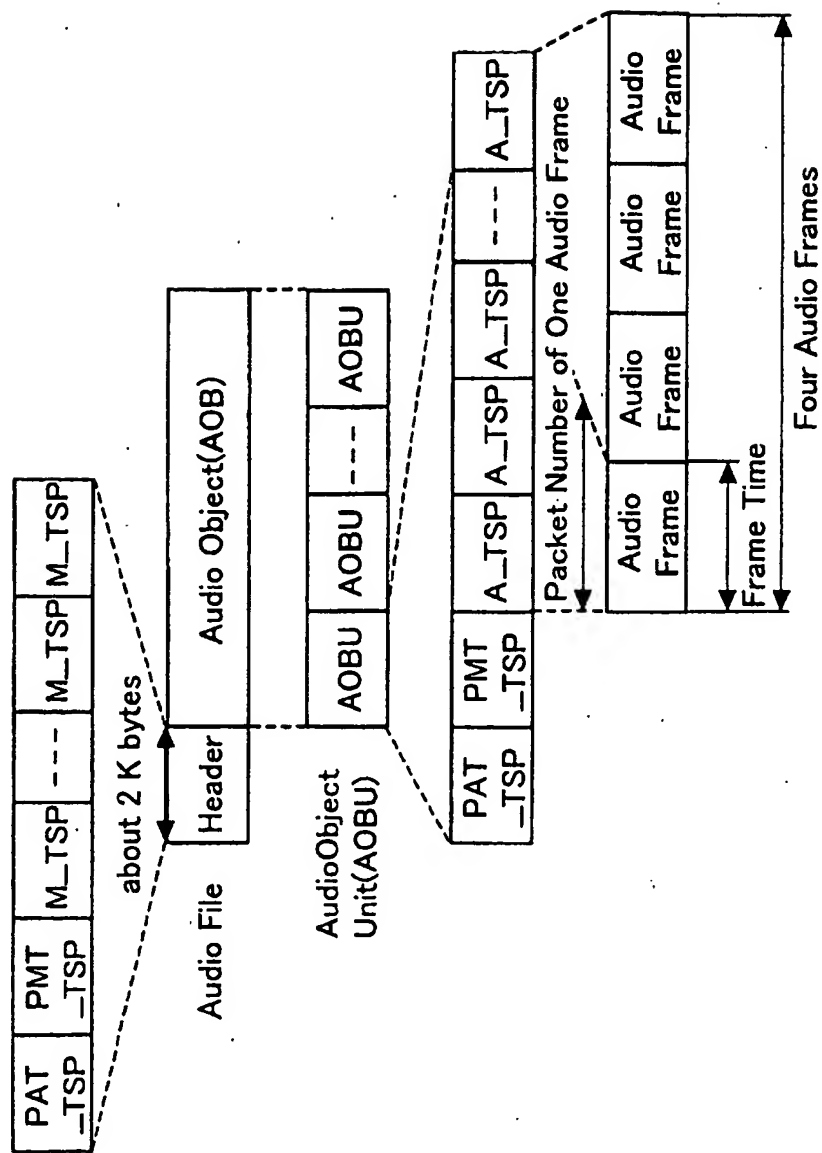 PAT
_TSP
PMT
_TSP
M_TSP
---
M_TSP
M_TSP
about 2 K bytes
Audio File
Header
Audio Object(AOB)
AudioObject
Unit(AOBU)
AOBU
AOBU
---
AOBU
PAT
_TSP
PMT
_TSP
A_TSP
A_TSP
A_TSP
---
A_TSP
Packet Number of One Audio Frame
Audio
Frame
Audio
Frame
Audio
Frame
Audio
Frame
Frame Time
Four Audio Frames